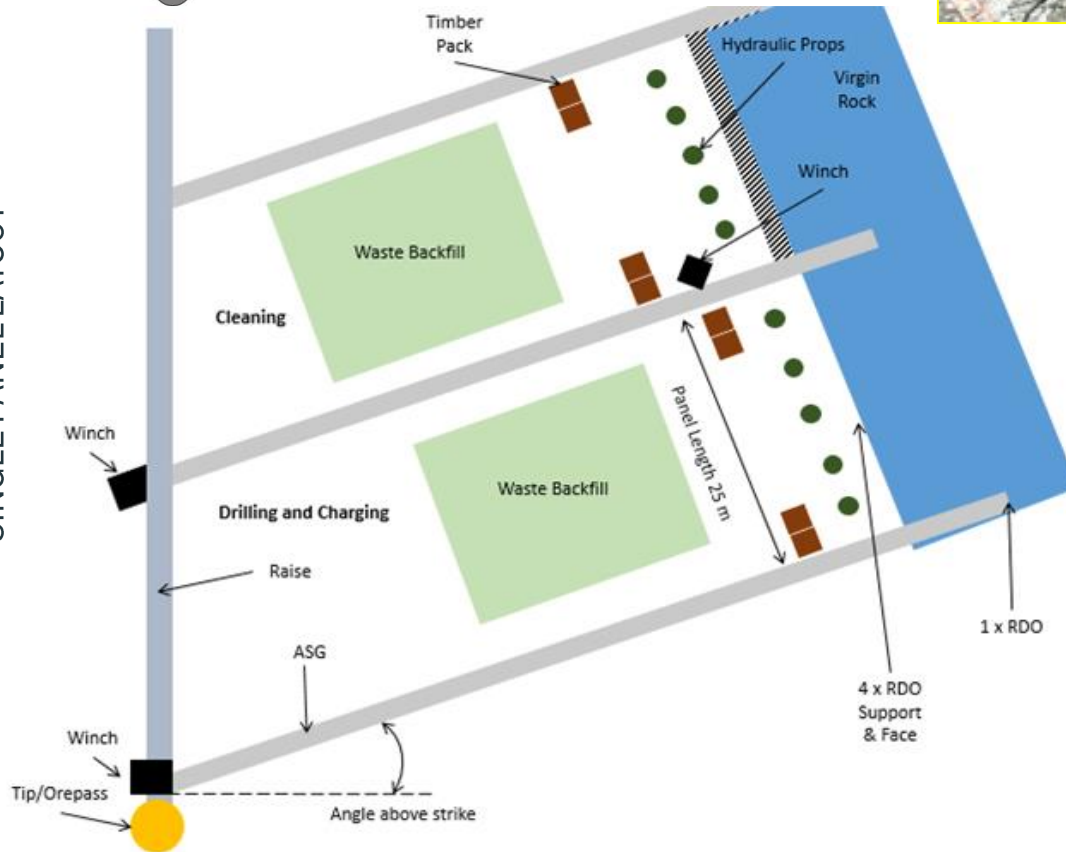 Timber
Pack
Hydraulic Props
Virgin
Rock
Winch
Waste Backfill
Cleaning
Panel Length 25 m
Winch
Waste Backfill
Drilling and Charging
Raise
1 x RDO
ASG
4 x RDO
Support
& Face
Winch
Tip/Orepass
Angle above strike